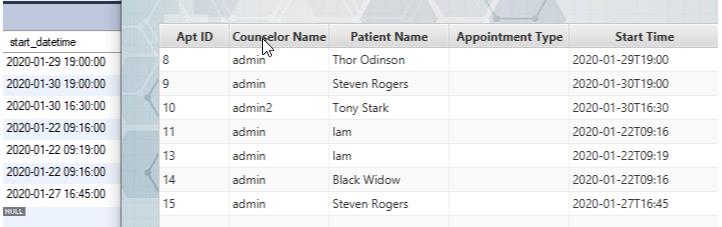 start_datetime
2020-01-29 19:00:00
2020-01-30 19:00:00
2020-01-30 16:30:00
2020-01-22 09:16:00
2020-01-22 09:19:00
2020-01-22 09:16:00
2020-01-27 16:45:00
NULL
Apt ID Counselor Name Patient Name Appointment Type Start Time
8 admin Thor Odinson 2020-01-29T19:00
9 admin Steven Rogers 2020-01-30T19:00
10 admin2 Tony Stark 2020-01-30T16:30
11 admin Iam 2020-01-22T09:16
13 admin Iam 2020-01-22T09:19
14 admin Black Widow 2020-01-22T09:16
15 admin Steven Rogers 2020-01-27T16:45